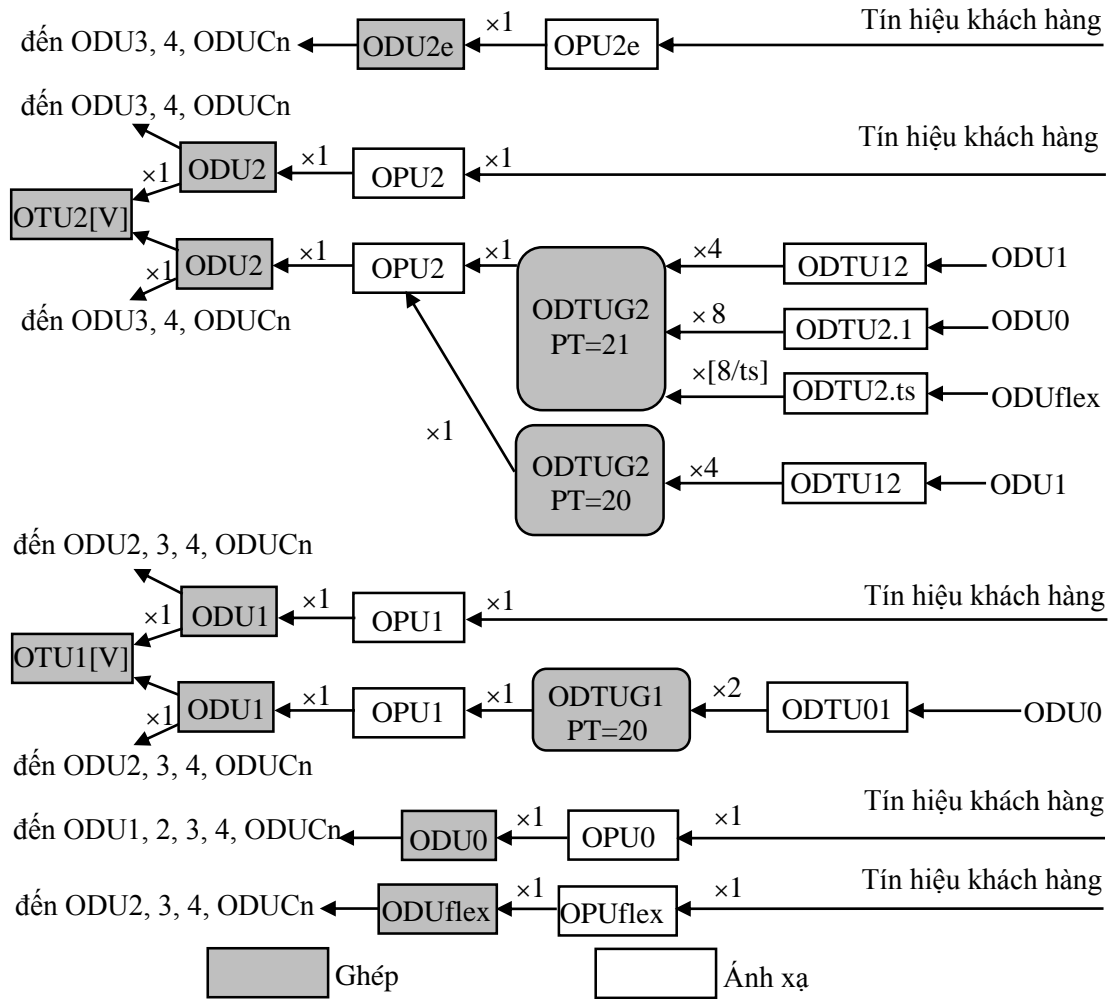 Tín hiệu khách hàng
đến ODU3, 4, ODUCn
ODU2e
×1
OPU2e
đến ODU3, 4, ODUCn
Tín hiệu khách hàng
ODU2
×1
OPU2
×1
×1
OTU2[V]
×1
ODU2
×1
OPU2
×1
ODTUG2
PT=21
×4
ODTU12
ODU1
đến ODU3, 4, ODUCn
× 8
ODTU2.1
ODU0
×[8/ts]
ODTU2.ts
ODUflex
×1
ODTUG2
PT=20
×4
ODTU12
ODU1
đến ODU2, 3, 4, ODUCn
Tín hiệu khách hàng
ODU1
×1
OPU1
×1
×1
OTU1[V]
×1
ODU1
×1
OPU1
×1
ODTUG1
PT=20
×2
ODTU01
ODU0
đến ODU2, 3, 4, ODUCn
Tín hiệu khách hàng
đến ODU1, 2, 3, 4, ODUCn
ODU0
×1
OPU0
×1
Tín hiệu khách hàng
đến ODU2, 3, 4, ODUCn
ODUflex
×1
OPUflex
×1
Ghép
Ánh xạ